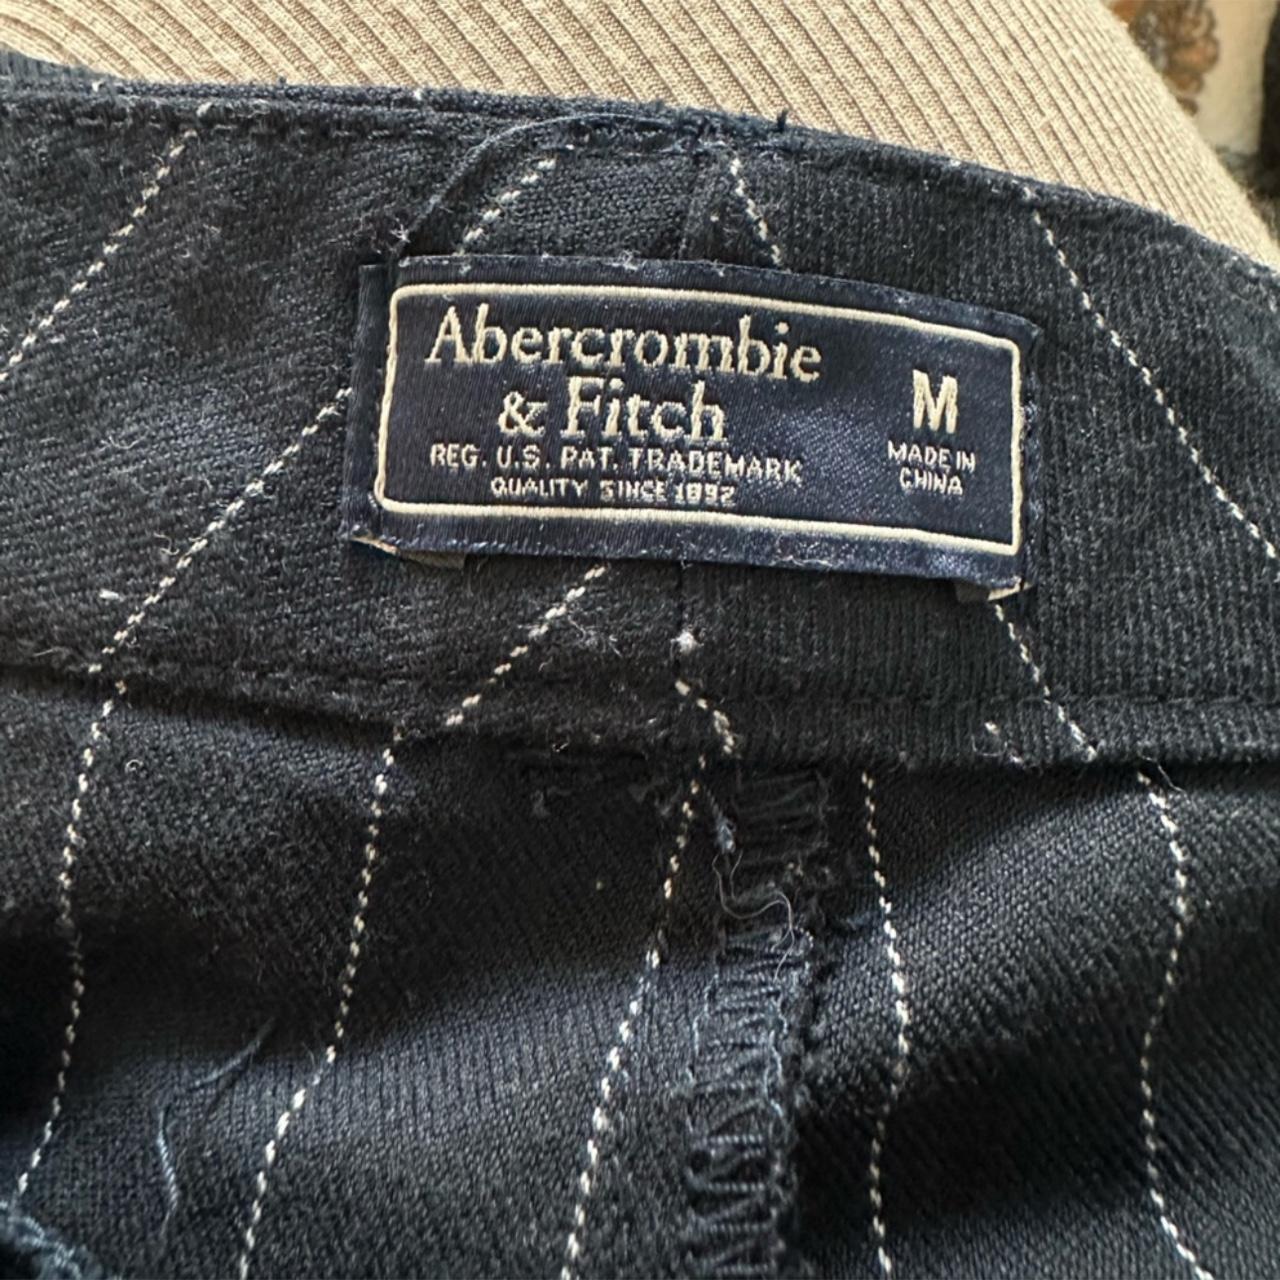 Abercrombie
& Fitch
REG. U.S. PAT. TRADEMARK
QUALITY SINCE 1892
M
MADE IN
CHINA